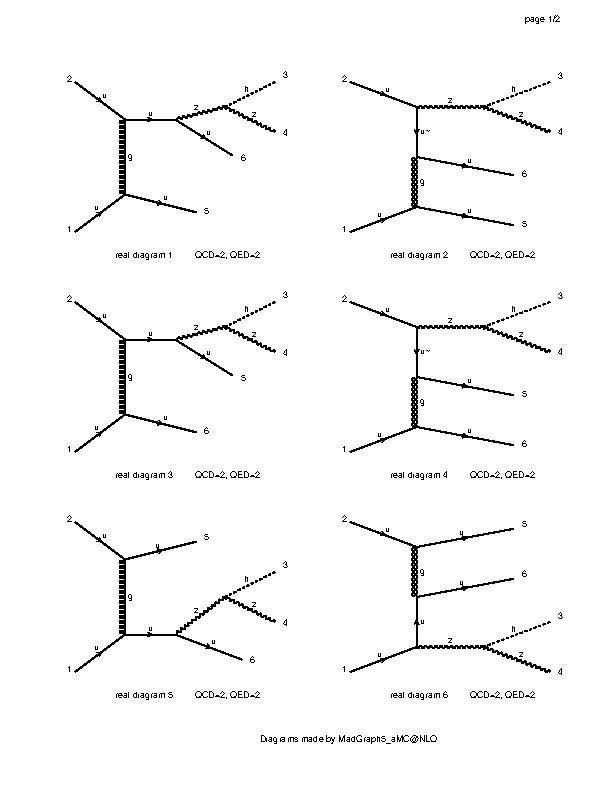 page 1/2
2 u u z h 3
z 4
u 6
g
1 u u 5
real diagram 1 QCD=2, QED=2
2 u z h 3
z 4
u~
u 6
g
1 u u 5
real diagram 2 QCD=2, QED=2
2 u u z h 3
z 4
u 5
g
1 u u 6
real diagram 3 QCD=2, QED=2
2 u z h 3
z 4
u~
u 5
g
1 u u 6
real diagram 4 QCD=2, QED=2
2 u u 5
g
h 3
z z 4
1 u u u 6
real diagram 5 QCD=2, QED=2
2 u u 5
g
u 6
u
h 3
1 u z z 4
real diagram 6 QCD=2, QED=2
Diagrams made by MadGraph5_aMC@NLO